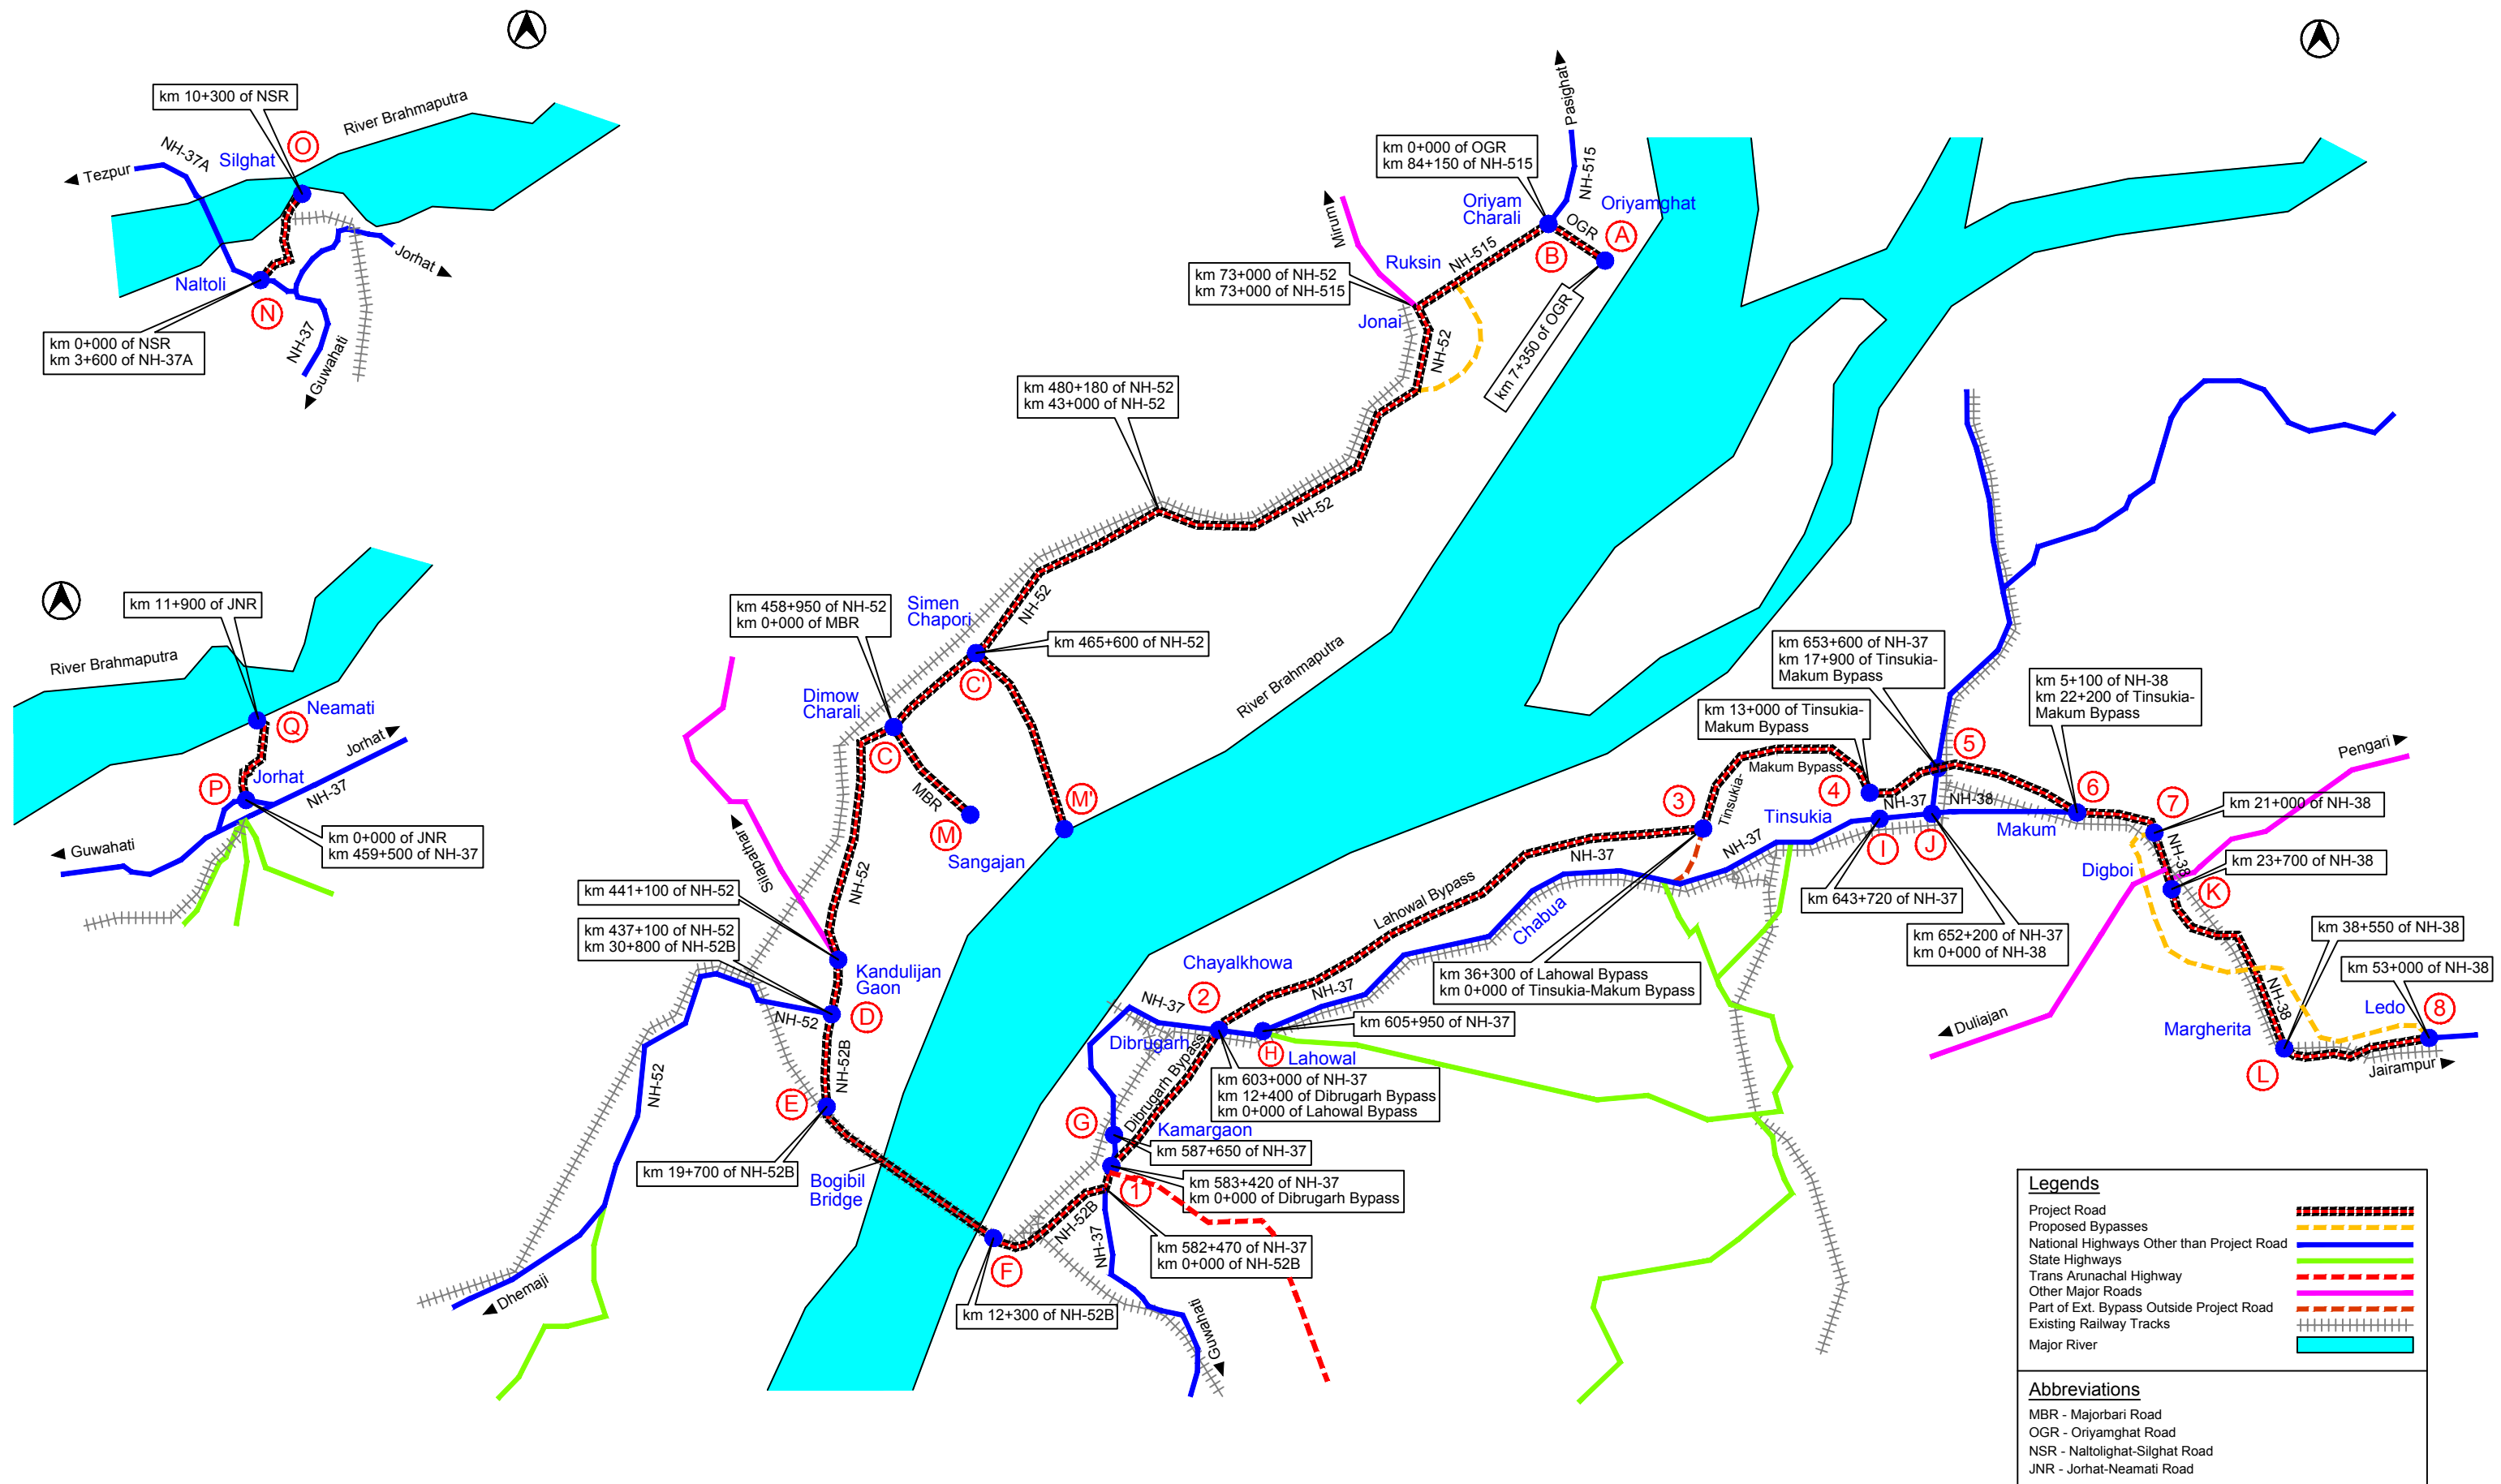 km 10+300 of NSR
O
River Brahmaputra
NH-37A
Silghat
Tezpur
Jorhat
Naltoli
N
km 0+000 of NSR
km 3+600 of NH-37A
NH-37
Guwahati
Pasighat
NH-515
km 0+000 of OGR
km 84+150 of NH-515
Oriyam
Charali
Oriyamghat
OGR
A
B
Mirum
Ruksin
NH-515
km 73+000 of NH-52
km 73+000 of NH-515
Jonai
NH-52
km 7+350 of OGR
km 480+180 of NH-52
km 43+000 of NH-52
NH-52
km 11+900 of JNR
River Brahmaputra
Neamati
Q
Jorhat
Jorhat
P
NH-37
km 0+000 of JNR
km 459+500 of NH-37
Guwahati
km 458+950 of NH-52
km 0+000 of MBR
Simen
Chapori
NH-52
km 465+600 of NH-52
C'
Dimow
Charali
C
MBR
M
M'
Sangajan
Silapathar
NH-52
km 441+100 of NH-52
km 437+100 of NH-52
km 30+800 of NH-52B
Kandulijan
Gaon
D
NH-52
NH-52
NH-52B
E
km 19+700 of NH-52B
Bogibil
Bridge
F
km 12+300 of NH-52B
Dhemaji
River Brahmaputra
NH-52B
NH-37
Guwahati
km 582+470 of NH-37
km 0+000 of NH-52B
1
km 583+420 of NH-37
km 0+000 of Dibrugarh Bypass
G
Kamargaon
km 587+650 of NH-37
Dibrugarh Bypass
Dibrugarh
NH-37
Chayalkhowa
2
km 603+000 of NH-37
km 12+400 of Dibrugarh Bypass
km 0+000 of Lahowal Bypass
H
Lahowal
km 605+950 of NH-37
NH-37
Lahowal Bypass
Chabua
NH-37
km 36+300 of Lahowal Bypass
km 0+000 of Tinsukia-Makum Bypass
3
Tinsukia-
Makum Bypass
NH-37
km 13+000 of Tinsukia-
Makum Bypass
4
Tinsukia
km 653+600 of NH-37
km 17+900 of Tinsukia-
Makum Bypass
5
NH-37
NH-38
I
J
Makum
km 643+720 of NH-37
km 652+200 of NH-37
km 0+000 of NH-38
km 5+100 of NH-38
km 22+200 of Tinsukia-
Makum Bypass
6
7
Pengari
km 21+000 of NH-38
NH-38
Digboi
km 23+700 of NH-38
K
km 38+550 of NH-38
km 53+000 of NH-38
NH-38
Ledo
8
Margherita
Duliajan
L
Jairampur
Legends
Project Road
Proposed Bypasses
National Highways Other than Project Road
State Highways
Trans Arunachal Highway
Other Major Roads
Part of Ext. Bypass Outside Project Road
Existing Railway Tracks
Major River
Abbreviations
MBR - Majorbari Road
OGR - Oriyamghat Road
NSR - Naltolighat-Silghat Road
JNR - Jorhat-Neamati Road